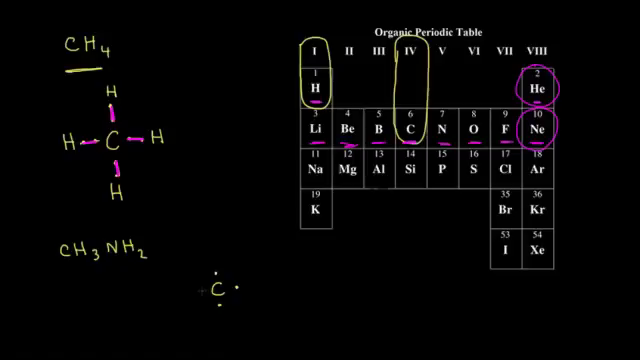 CH4
H
H C H
H
CH3NH2
C
Organic Periodic Table
I II III IV V VI VII VIII
1 2
H He
3 4 5 6 7 8 9 10
Li Be B C N O F Ne
11 12 13 14 15 16 17 18
Na Mg Al Si P S Cl Ar
19 35 36
K Br Kr
53 54
I Xe